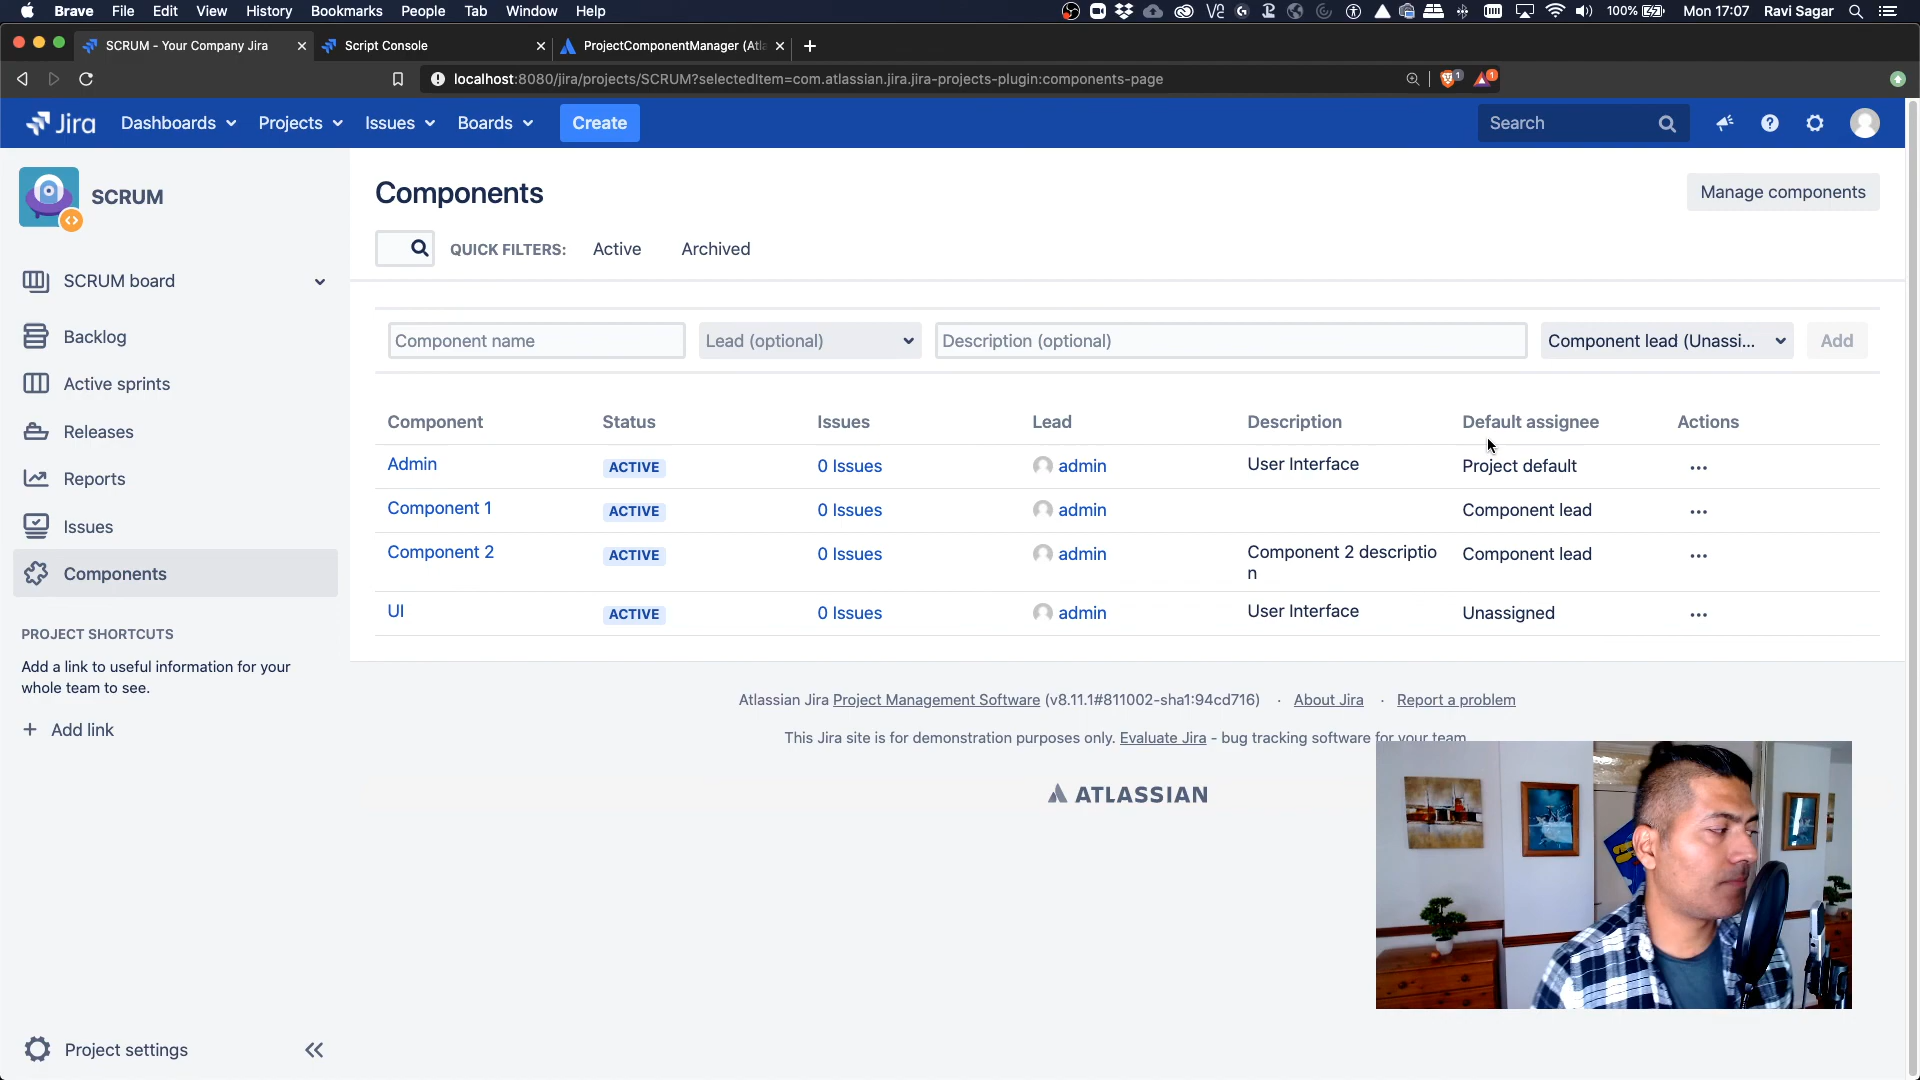 Brave File Edit View History Bookmarks People Tab Window Help 100% Mon 17:07 Ravi Sagar
SCRUM - Your Company Jira
Script Console
ProjectComponentManager (Atla
localhost:8080/jira/projects/SCRUM?selectedItem=com.atlassian.jira.jira-projects-plugin:components-page
1
1
Jira Dashboards Projects Issues Boards Create Search
SCRUM
SCRUM board
Backlog
Active sprints
Releases
Reports
Issues
Components
PROJECT SHORTCUTS
Add a link to useful information for your
whole team to see.
+ Add link
Project settings
Components
Manage components
QUICK FILTERS: Active Archived
Component name Lead (optional) Description (optional) Component lead (Unassi... Add
Component Status Issues Lead Description Default assignee Actions
Admin ACTIVE 0 Issues admin User Interface Project default ...
Component 1 ACTIVE 0 Issues admin Component lead ...
Component 2 ACTIVE 0 Issues admin Component 2 descriptio Component lead ...
n
UI ACTIVE 0 Issues admin User Interface Unassigned ...
Atlassian Jira Project Management Software (v8.11.1#811002-sha1:94cd716) · About Jira · Report a problem
This Jira site is for demonstration purposes only. Evaluate Jira - bug tracking software for your team.
ATLASSIAN